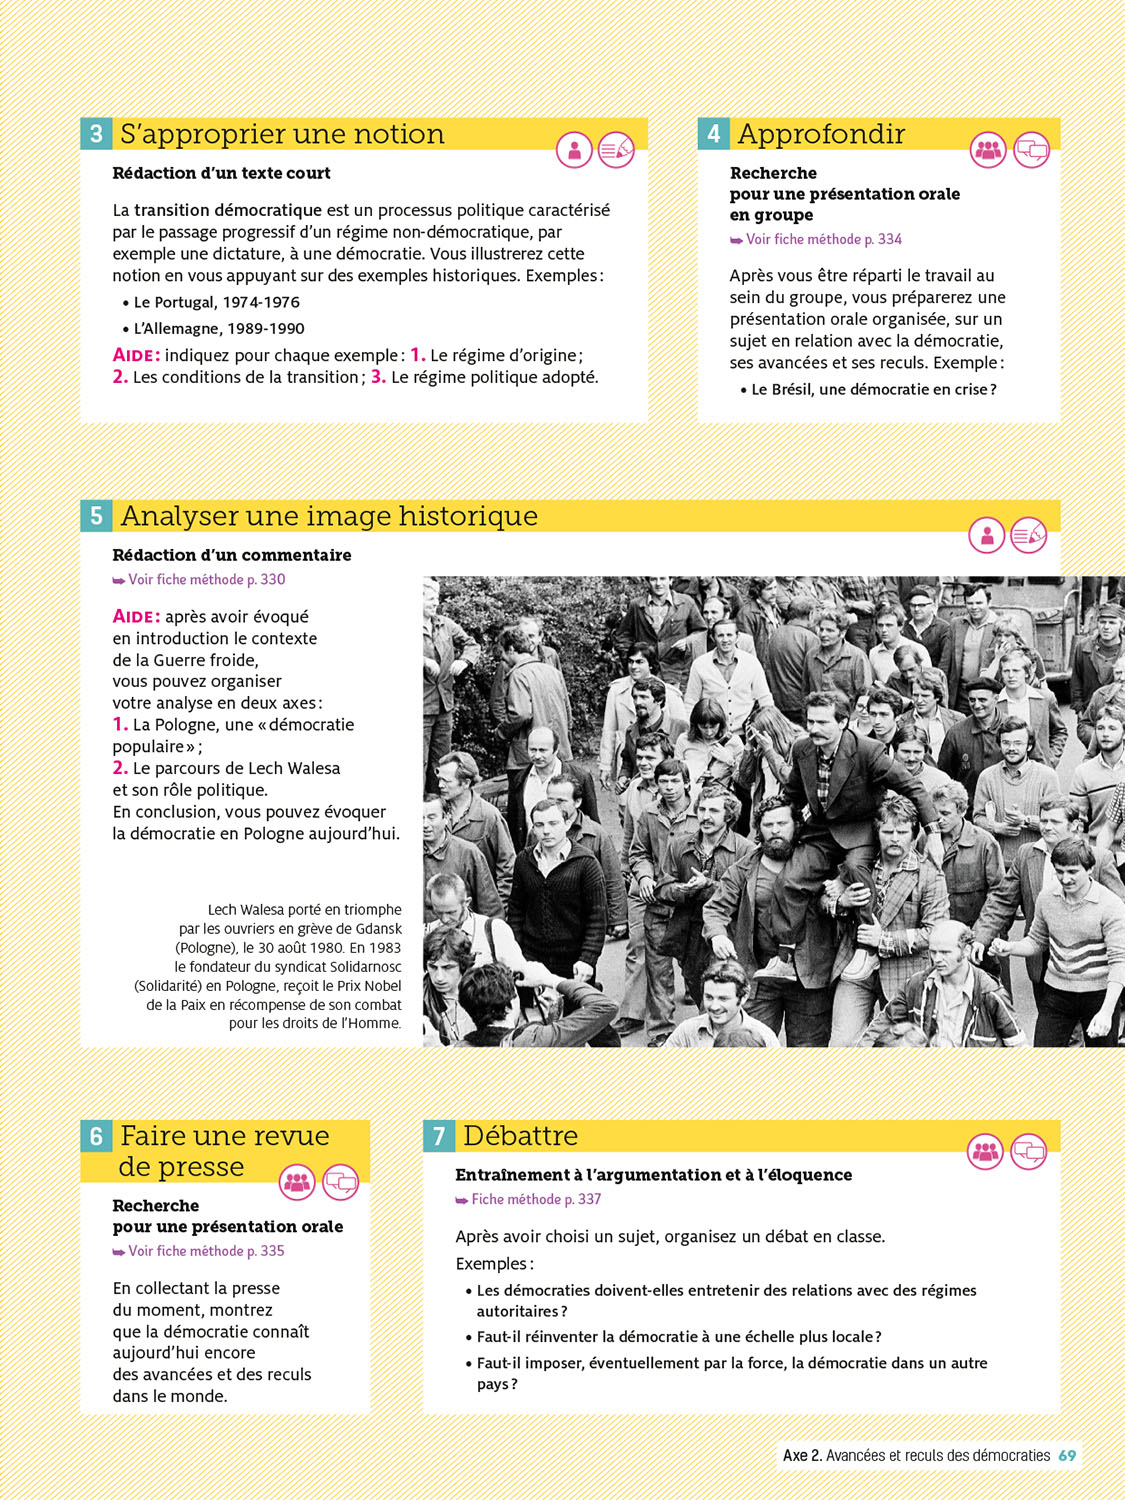 3 S’approprier une notion
Rédaction d’un texte court
La transition démocratique est un processus politique caractérisé
par le passage progressif d’un régime non-démocratique, par
exemple une dictature, à une démocratie. Vous illustrerez cette
notion en vous appuyant sur des exemples historiques. Exemples :
• Le Portugal, 1974-1976
• L’Allemagne, 1989-1990
AIDE : indiquez pour chaque exemple : 1. Le régime d’origine ;
2. Les conditions de la transition ; 3. Le régime politique adopté.
4 Approfondir
Recherche
pour une présentation orale
en groupe
➥ Voir fiche méthode p. 334
Après vous être réparti le travail au
sein du groupe, vous préparerez une
présentation orale organisée, sur un
sujet en relation avec la démocratie,
ses avancées et ses reculs. Exemple :
• Le Brésil, une démocratie en crise ?
5 Analyser une image historique
Rédaction d’un commentaire
➥ Voir fiche méthode p. 330
AIDE : après avoir évoqué
en introduction le contexte
de la Guerre froide,
vous pouvez organiser
votre analyse en deux axes :
1. La Pologne, une « démocratie
populaire » ;
2. Le parcours de Lech Walesa
et son rôle politique.
En conclusion, vous pouvez évoquer
la démocratie en Pologne aujourd’hui.
Lech Walesa porté en triomphe
par les ouvriers en grève de Gdansk
(Pologne), le 30 août 1980. En 1983
le fondateur du syndicat Solidarnosc
(Solidarité) en Pologne, reçoit le Prix Nobel
de la Paix en récompense de son combat
pour les droits de l’Homme.
6 Faire une revue
de presse
Recherche
pour une présentation orale
➥ Voir fiche méthode p. 335
En collectant la presse
du moment, montrez
que la démocratie connaît
aujourd’hui encore
des avancées et des reculs
dans le monde.
7 Débattre
Entraînement à l’argumentation et à l’éloquence
➥ Fiche méthode p. 337
Après avoir choisi un sujet, organisez un débat en classe.
Exemples :
• Les démocraties doivent-elles entretenir des relations avec des régimes
autoritaires ?
• Faut-il réinventer la démocratie à une échelle plus locale ?
• Faut-il imposer, éventuellement par la force, la démocratie dans un autre
pays ?
Axe 2. Avancées et reculs des démocraties 69